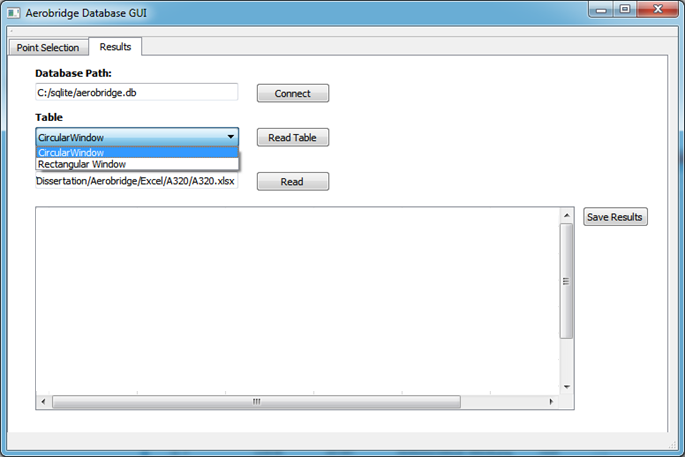 Aerobridge Database GUI
Point Selection
Results
Database Path:
C:/sqlite/aerobridge.db
Connect
Table
CircularWindow
Read Table
CircularWindow
Rectangular Window
Dissertation/Aerobridge/Excel/A320/A320.xlsx
Read
Save Results